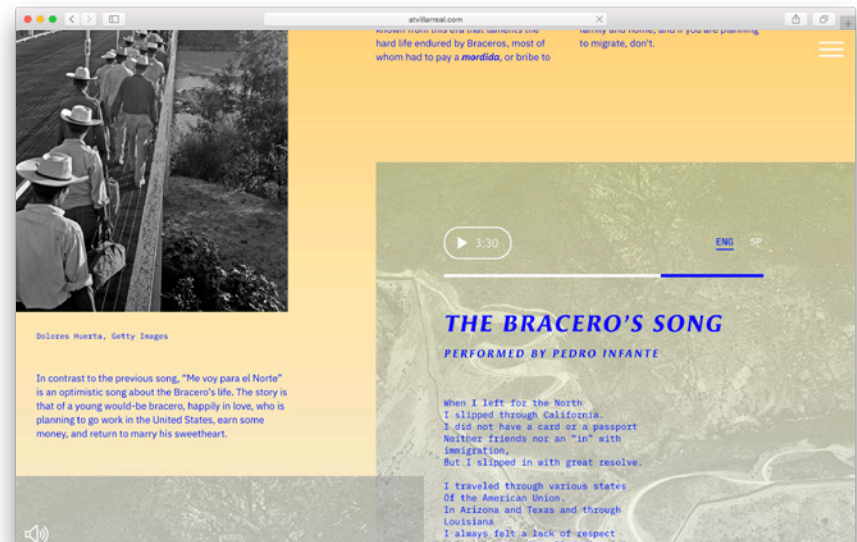 atvillarreal.com
known from this era that laments the
hard life endured by Braceros, most of
whom had to pay a mordida, or bribe to
family and home, and if you are planning
to migrate, don't.
3:30
ENG SP
THE BRACERO'S SONG
PERFORMED BY PEDRO INFANTE
Dolores Huerta, Getty Images
In contrast to the previous song, "Me voy para el Norte"
is an optimistic song about the Bracero's life. The story is
that of a young would-be bracero, happily in love, who is
planning to go work in the United States, earn some
money, and return to marry his sweetheart.
When I left for the North
I slipped through California.
I did not have a card or a passport
Neither friends nor an "in" with
immigration,
But I slipped in with great resolve.
I traveled through various states
Of the American Union.
In Arizona and Texas and through
Louisiana
I always felt a lack of respect